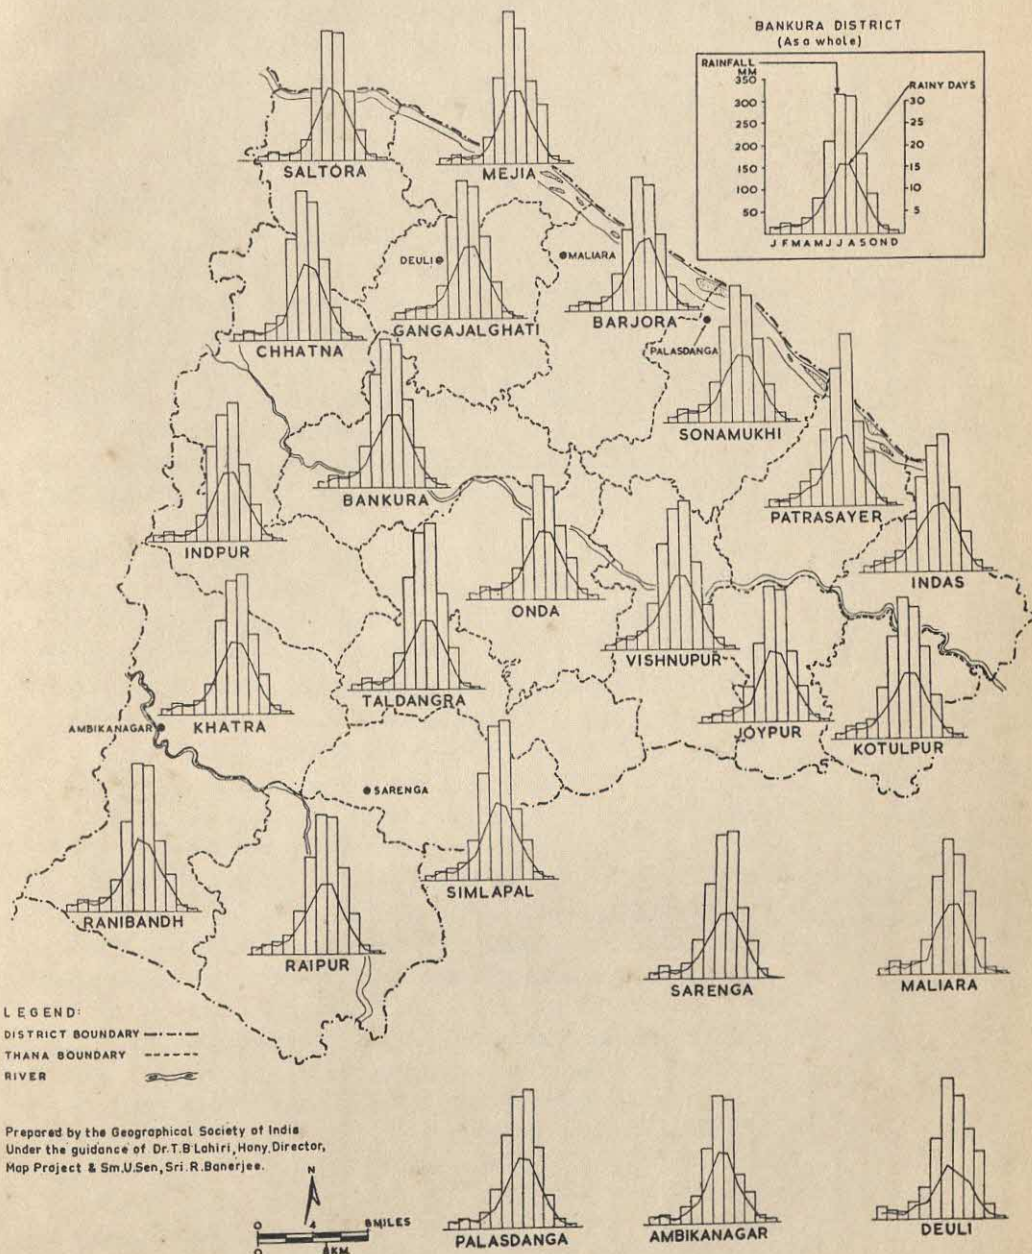 BANKURA DISTRICT
(As a whole)
RAINFALL
MM
350
300
250
200
150
100
50
RAINY DAYS
30
25
20
15
10
5
J F M A M J J A S O N D
SALTORA
MEJIA
DEULI
MALIARA
GANGAJALGHATI
BARJORA
CHHATNA
PALASDANGA
SONAMUKHI
BANKURA
PATRASAYER
INDPUR
INDAS
ONDA
VISHNUPUR
TALDANGRA
KHATRA
AMBIKANAGAR
JOYPUR
KOTULPUR
SARENGA
SIMLAPAL
RANIBANDH
RAIPUR
SARENGA
MALIARA
LEGEND:
DISTRICT BOUNDARY
THANA BOUNDARY
RIVER
Prepared by the Geographical Society of India
Under the guidance of Dr.T.B Lahiri, Hony. Director,
Map Project & Sm.U.Sen, Sri.R.Banerjee.
N
0 4 8 MILES
0 8 KM.
PALASDANGA
AMBIKANAGAR
DEULI